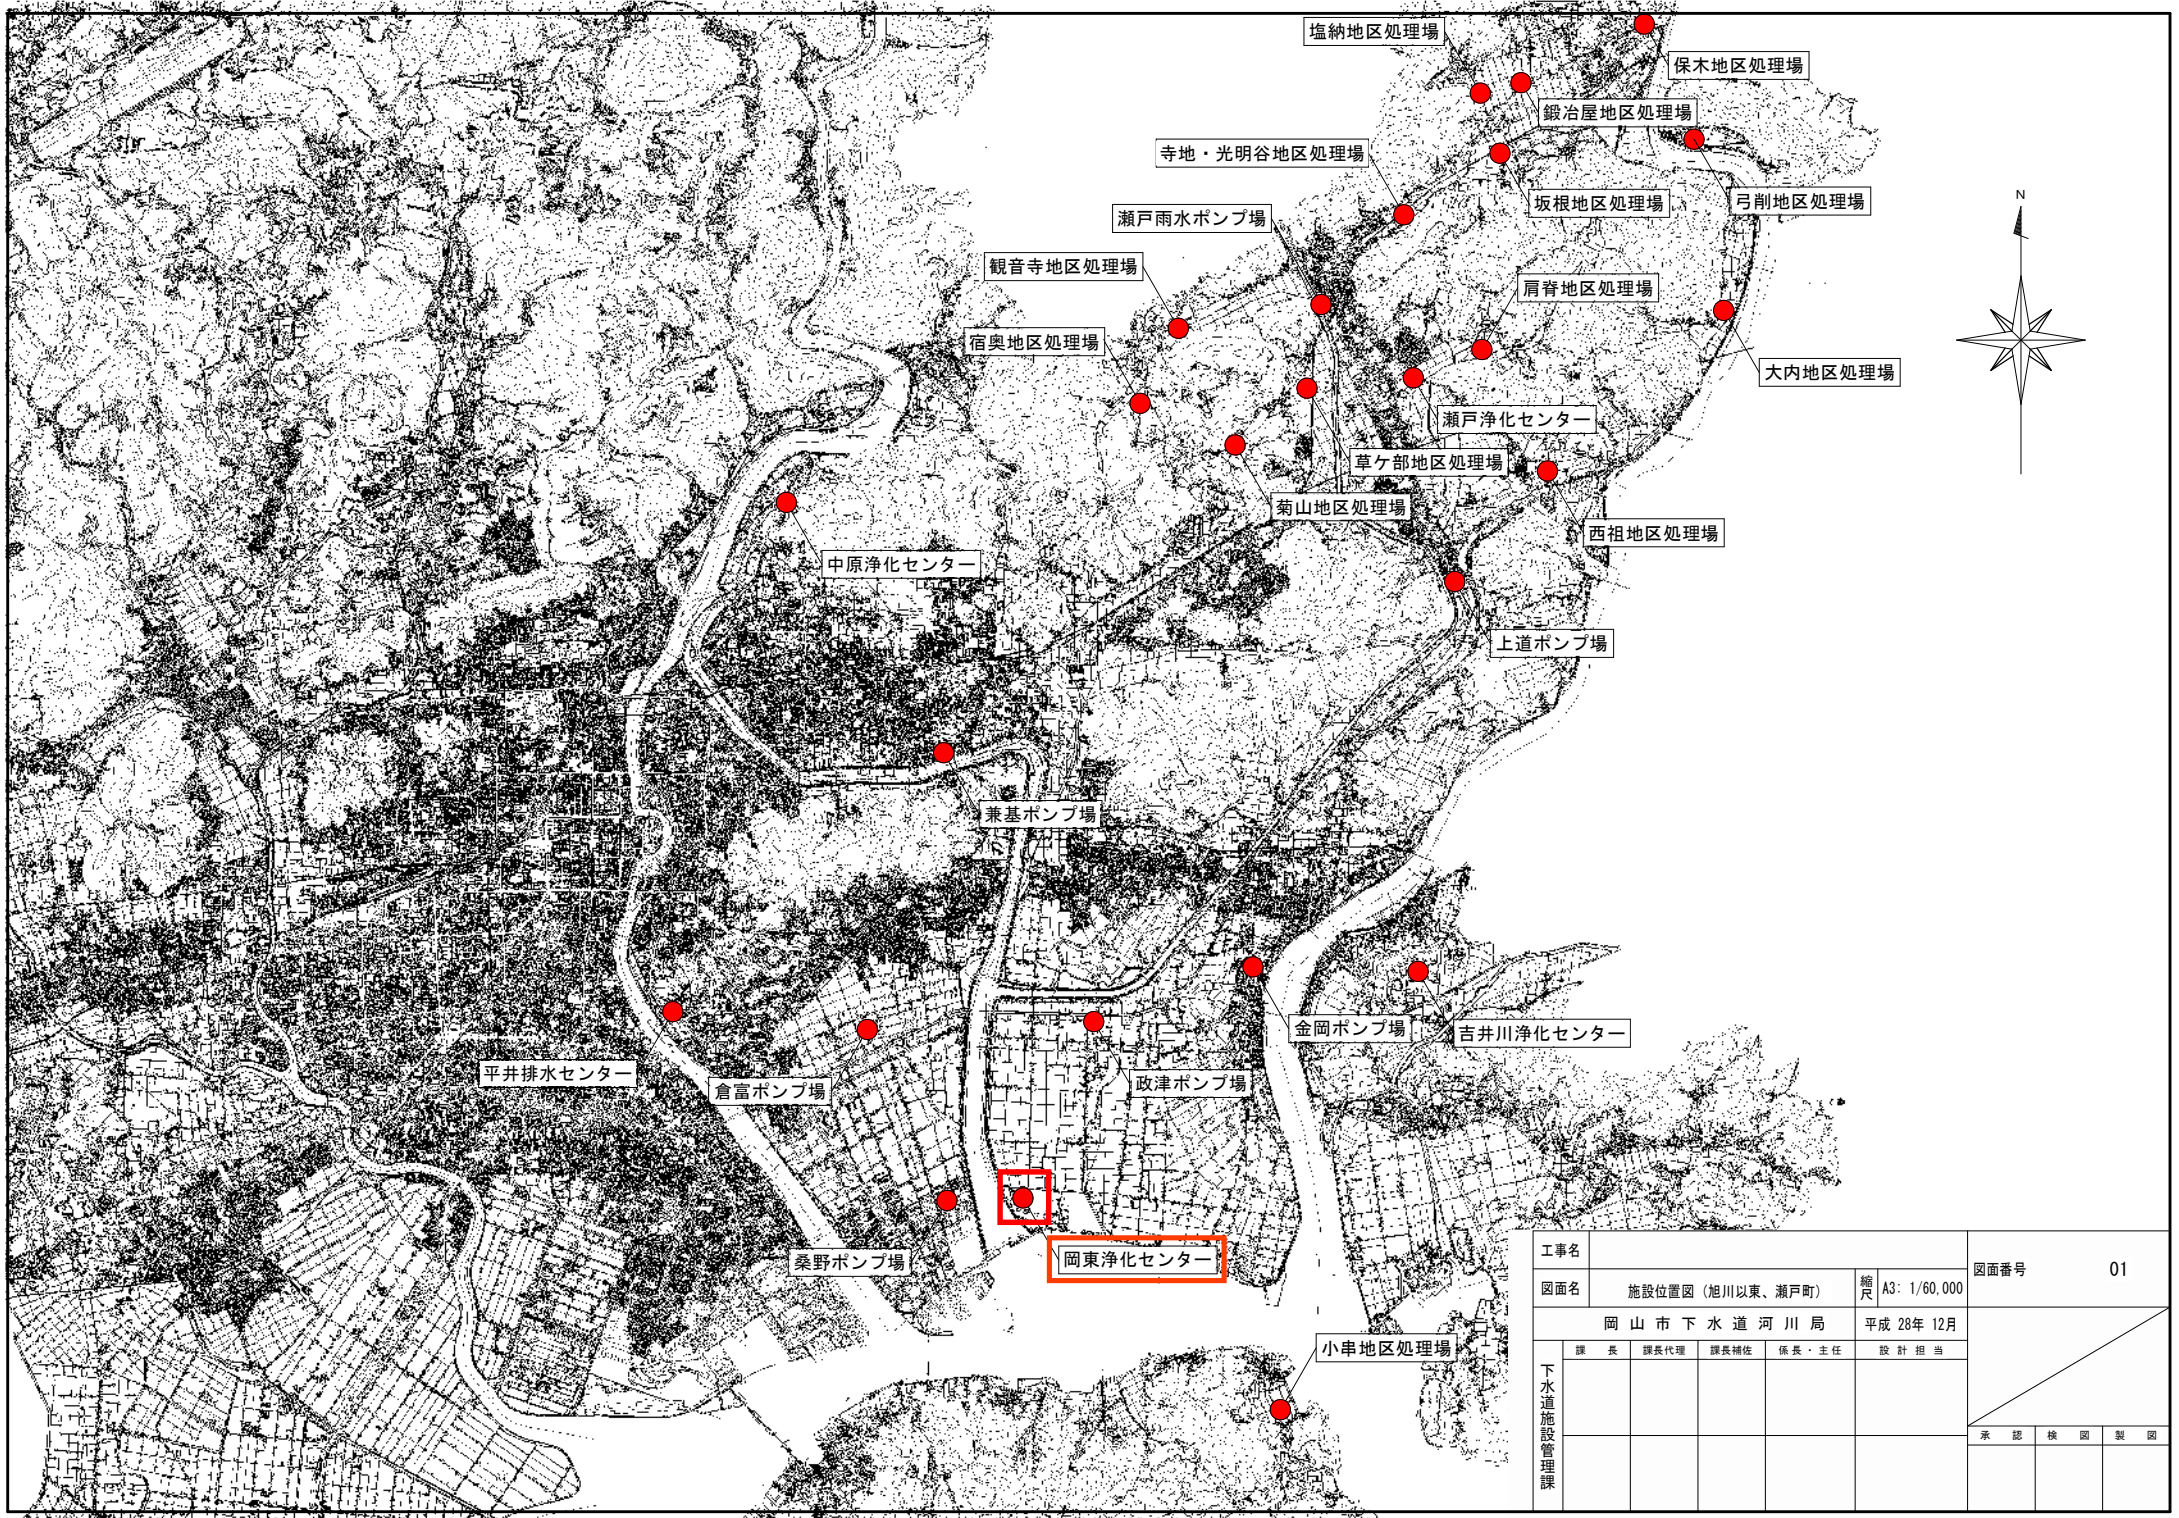 塩納地区処理場
保木地区処理場
鍛冶屋地区処理場
寺地・光明谷地区処理場
坂根地区処理場
弓削地区処理場
瀬戸雨水ポンプ場
N
観音寺地区処理場
肩脊地区処理場
宿奥地区処理場
大内地区処理場
瀬戸浄化センター
草ケ部地区処理場
菊山地区処理場
西祖地区処理場
中原浄化センター
上道ポンプ場
兼基ポンプ場
金岡ポンプ場
吉井川浄化センター
平井排水センター
倉富ポンプ場
政津ポンプ場
桑野ポンプ場
岡東浄化センター
小串地区処理場
工事名
図面番号 01
図面名 施設位置図（旭川以東、瀬戸町） 縮尺 A3: 1/60,000
岡山市下水道河川局 平成 28年 12月
下水道施設管理課
課長 課長代理 課長補佐 係長・主任 設計担当
承認 検図 製図